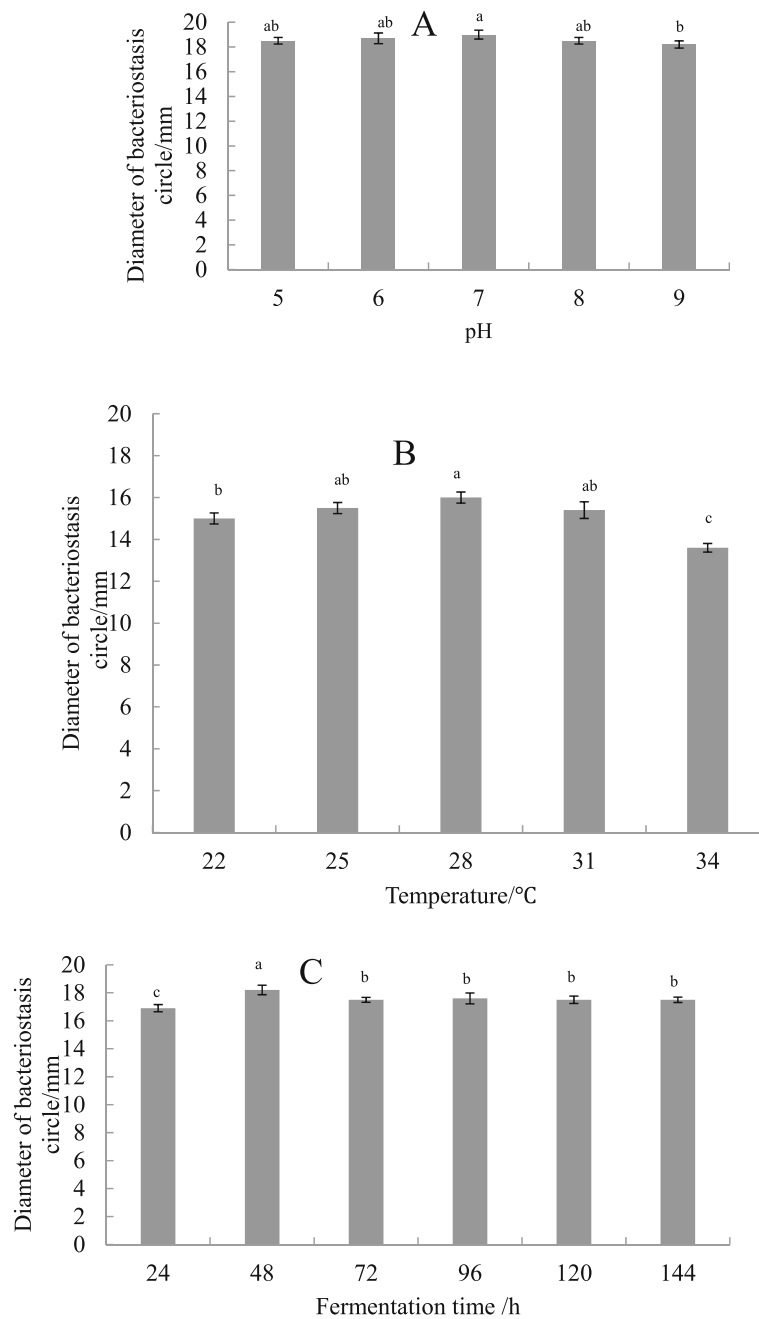 A
ab ab a ab b
20
18
16
14
12
10
8
6
4
2
0
Diameter of bacteriostasis
circle/mm
5 6 7 8 9
pH
B
b ab a ab c
20
18
16
14
12
10
8
6
4
2
0
Diameter of bacteriostasis
circle/mm
22 25 28 31 34
Temperature/°C
C
c a b b b b
20
18
16
14
12
10
8
6
4
2
0
Diameter of bacteriostasis
circle/mm
24 48 72 96 120 144
Fermentation time /h